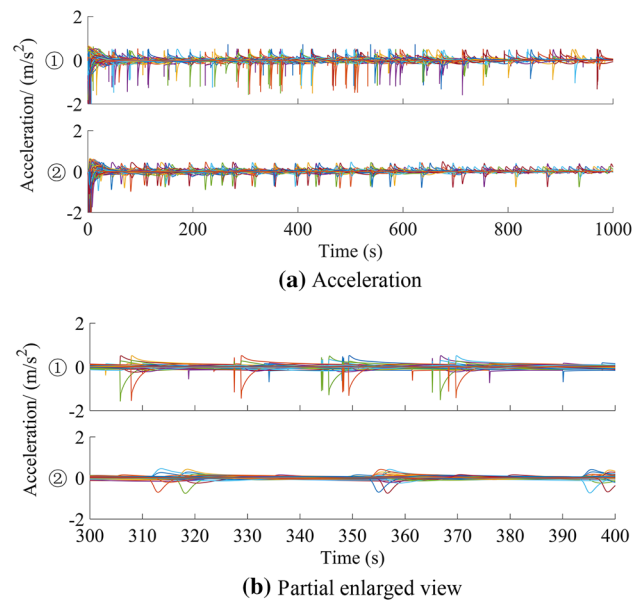 2
Acceleration/ (m/s²)
① 0
-2
2
② 0
-2
0 200 400 600 800 1000
Time (s)
(a) Acceleration
2
Acceleration/ (m/s²)
① 0
-2
2
② 0
-2
300 310 320 330 340 350 360 370 380 390 400
Time (s)
(b) Partial enlarged view